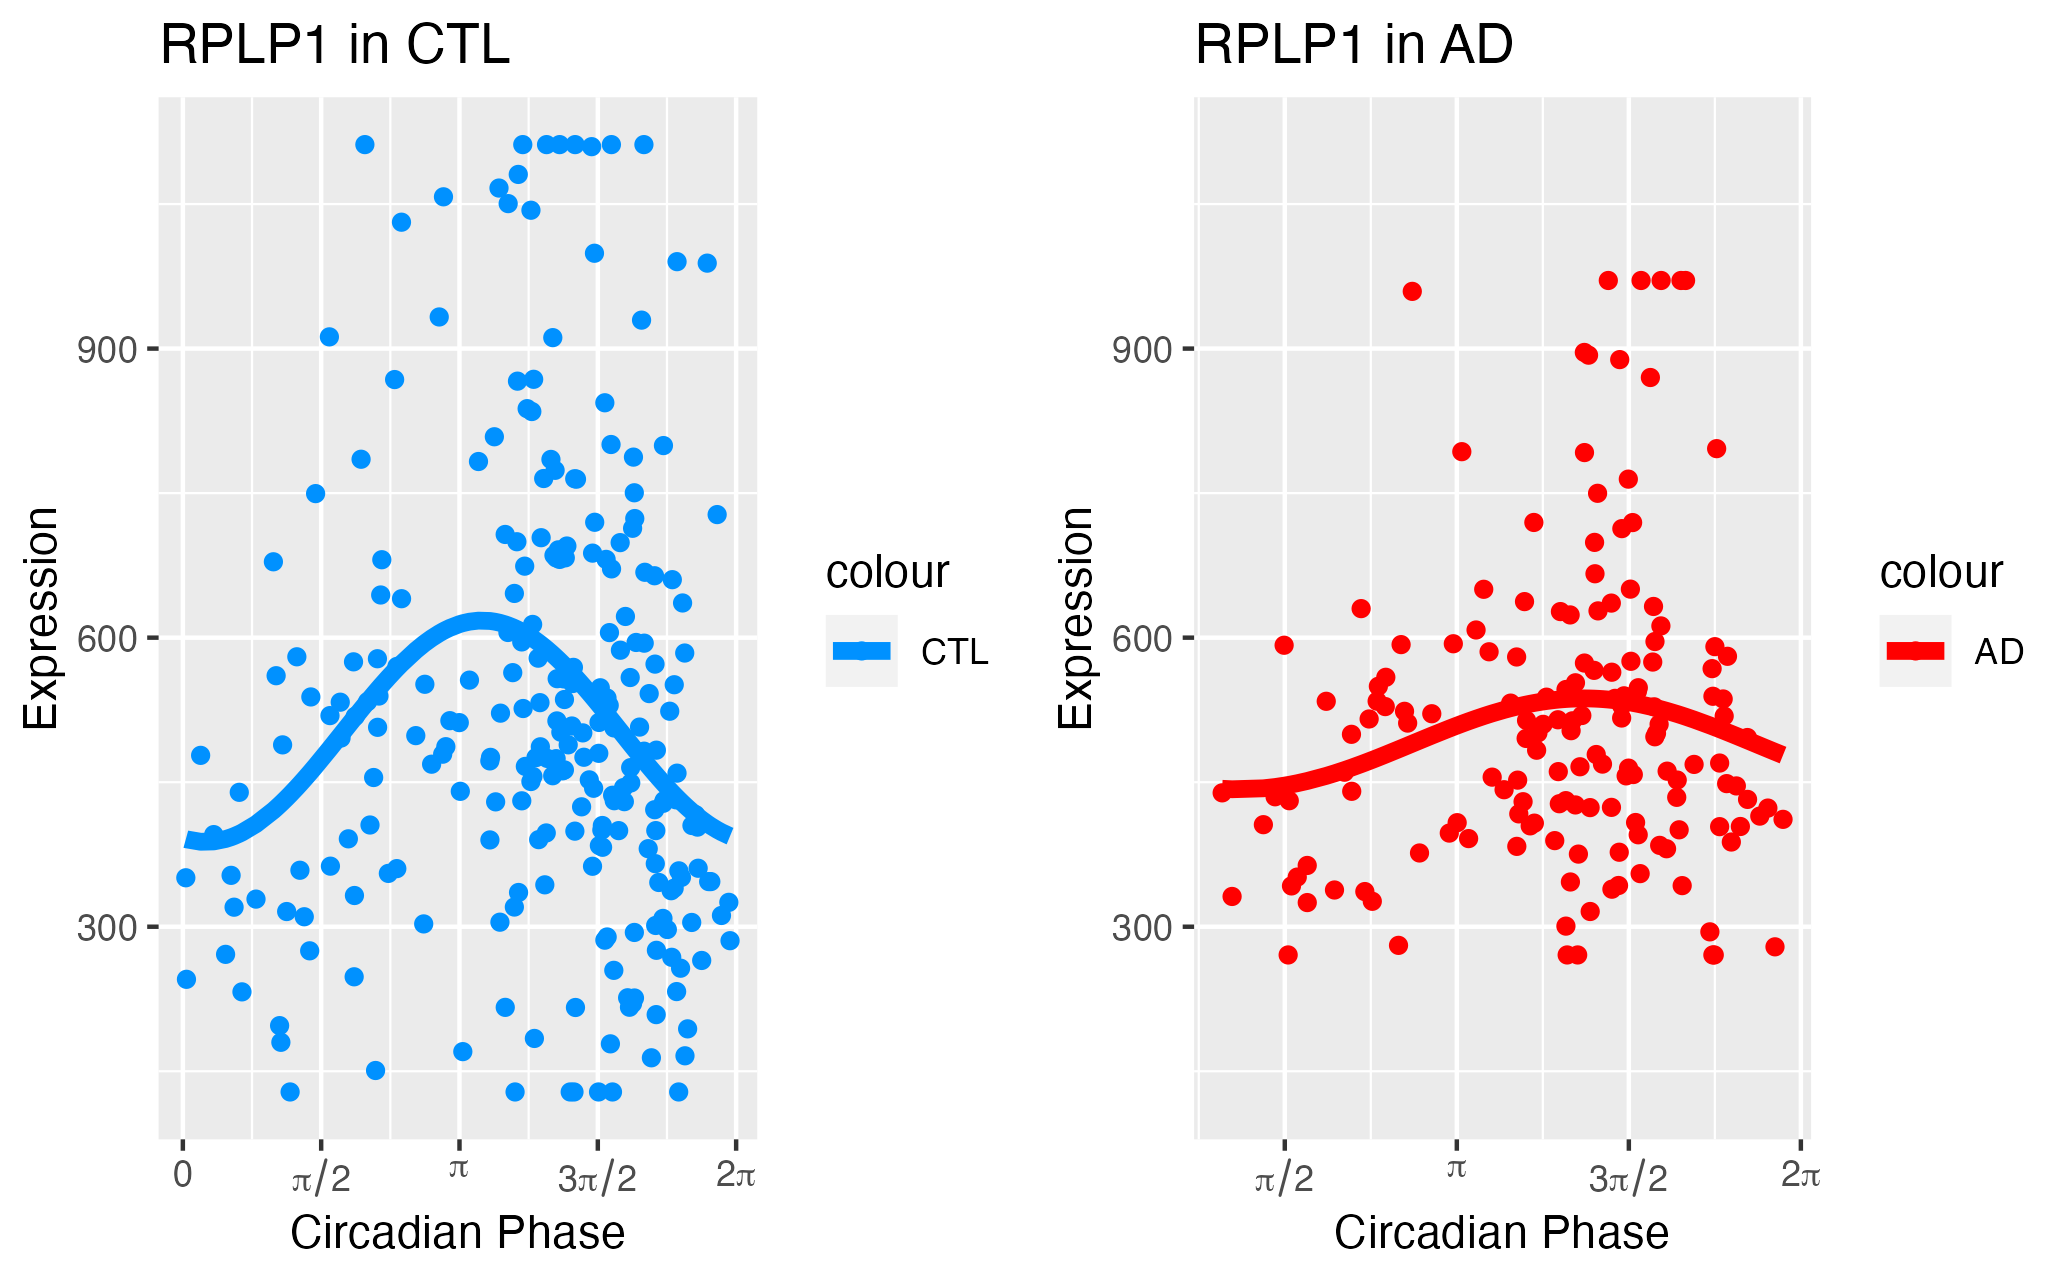 RPLP1 in CTL
Expression
900
600
300
0 π/2 π 3π/2 2π
Circadian Phase
colour
CTL
RPLP1 in AD
Expression
900
600
300
π/2 π 3π/2 2π
Circadian Phase
colour
AD